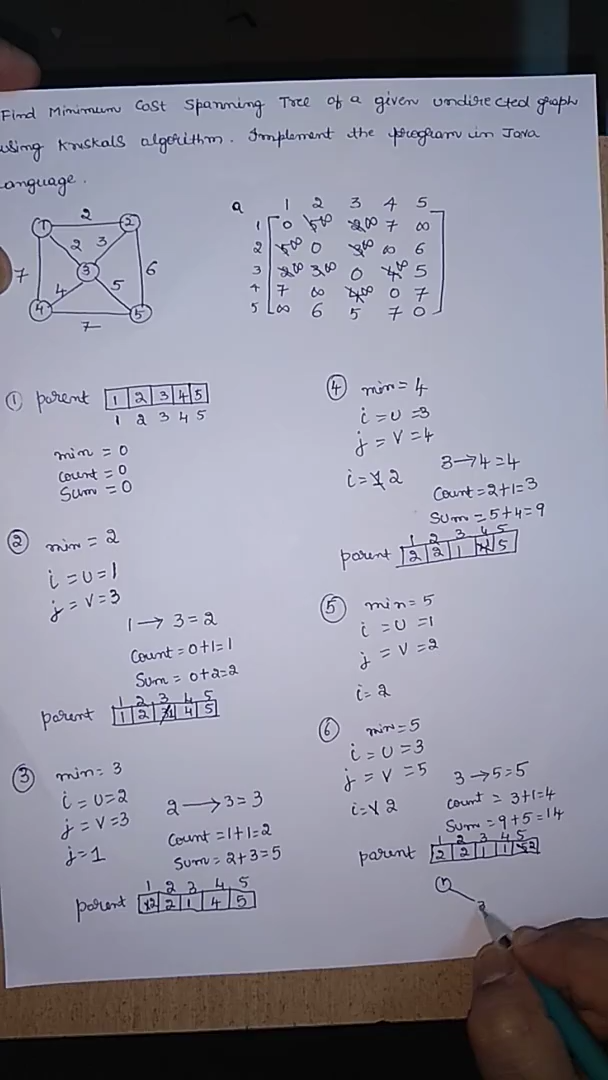 Find Minimum Cost Spanning Tree of a given undirected graph
using Kruskals algorithm. Implement the program in Java
Language.
1 2 2
2 3
3
7 6
4 5
4 5
7
a 1 2 3 4 5
1 0 ∞ ∞ 7 ∞
2 ∞ 0 ∞ ∞ 6
3 ∞ ∞ 0 ∞ 5
4 7 ∞ ∞ 0 7
5 ∞ 6 5 7 0
① parent 1 2 3 4 5
1 2 3 4 5
min = 0
count = 0
Sum = 0
② min = 2
i = u = 1
j = v = 3
1 → 3 = 2
Count = 0+1=1
Sum = 0+2=2
1 2 3 4 5
parent 1 2 1 4 5
③ min = 3
i = u = 2
j = v = 3
j = 1
2 → 3 = 3
Count = 1+1=2
Sum = 2+3=5
1 2 3 4 5
parent 2 2 1 4 5
④ min = 4
i = u = 3
j = v = 4
i = 1 2
3 → 4 = 4
Count = 2+1=3
Sum = 5+4=9
1 2 3 4 5
parent 2 2 1 5
⑤ min = 5
i = u = 1
j = v = 2
i = 2
⑥ min = 5
i = u = 3
j = v = 5
i = 1 2
3 → 5 = 5
count = 3+1=4
Sum = 9+5=14
1 2 3 4 5
parent 2 2 1 1 2
1
3